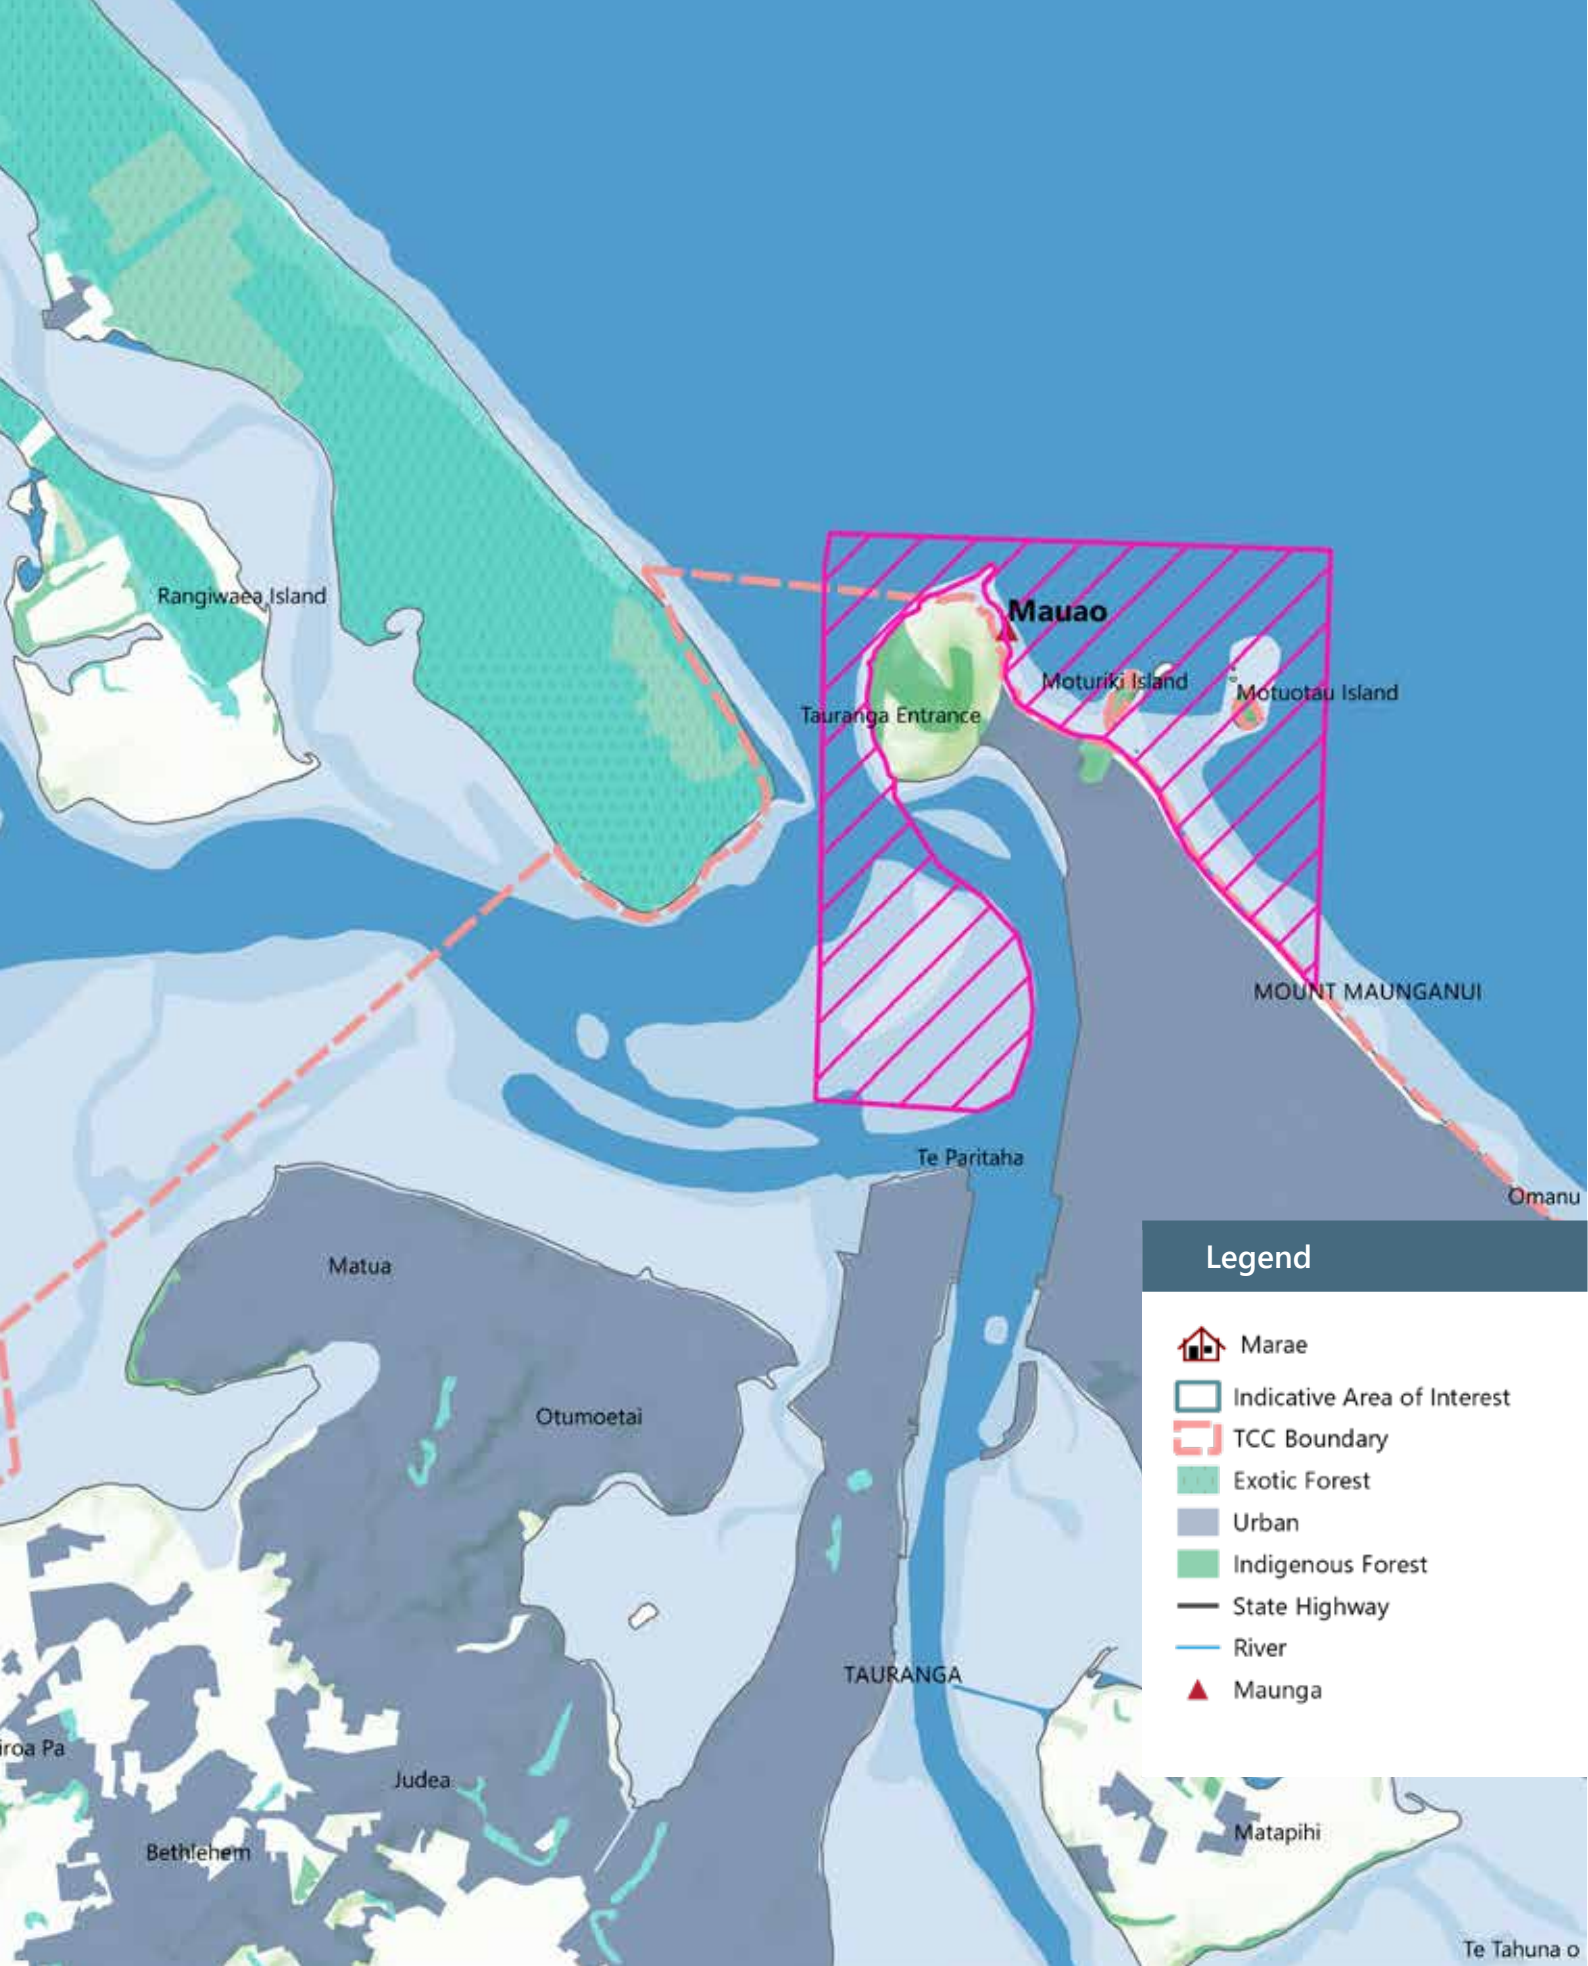 Rangiwaea Island
Mauao
Moturiki Island
Motuotau Island
Tauranga Entrance
MOUNT MAUNGANUI
Te Paritaha
Omanu
Matua
Otumoetai
TAURANGA
iroa Pa
Judea
Bethlehem
Legend
Marae
Indicative Area of Interest
TCC Boundary
Exotic Forest
Urban
Indigenous Forest
State Highway
River
Maunga
Matapihi
Te Tahuna o